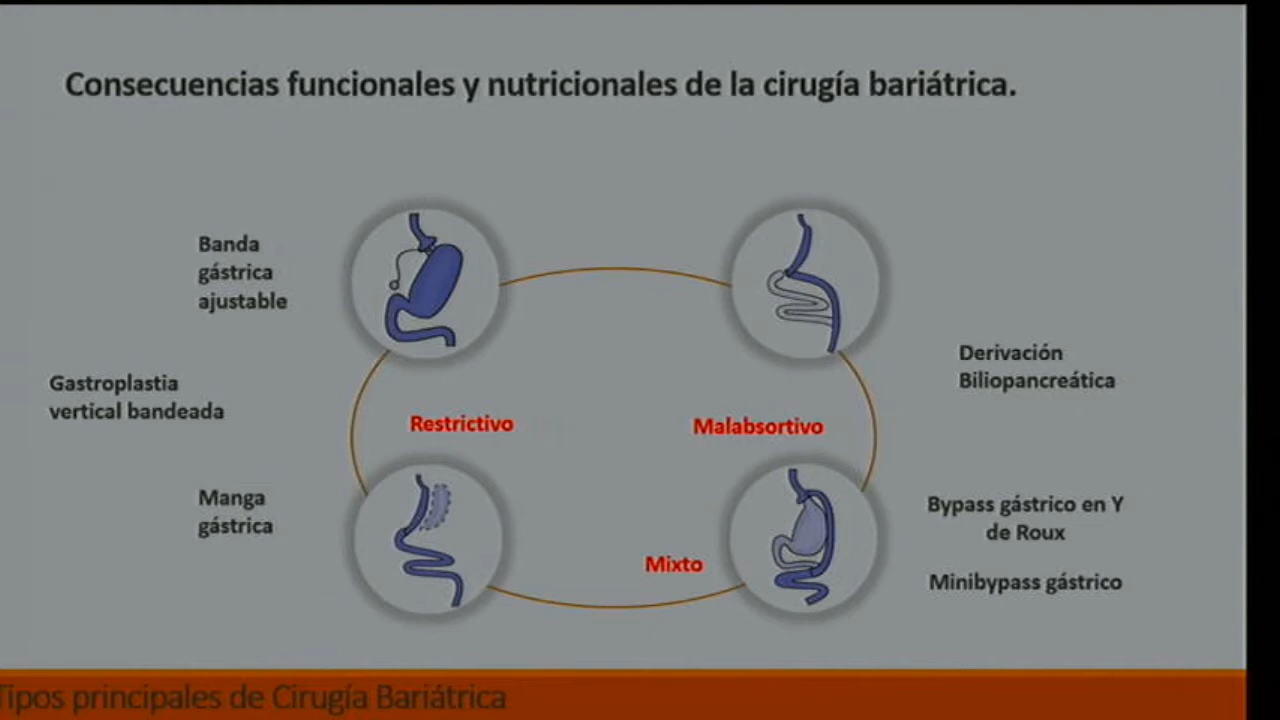 Consecuencias funcionales y nutricionales de la cirugía bariátrica.
Banda
gástrica
ajustable
Derivación
Biliopancreática
Gastroplastia
vertical bandeada
Restrictivo
Malabsortivo
Manga
gástrica
Bypass gástrico en Y
de Roux
Mixto
Minibypass gástrico
Tipos principales de Cirugía Bariátrica